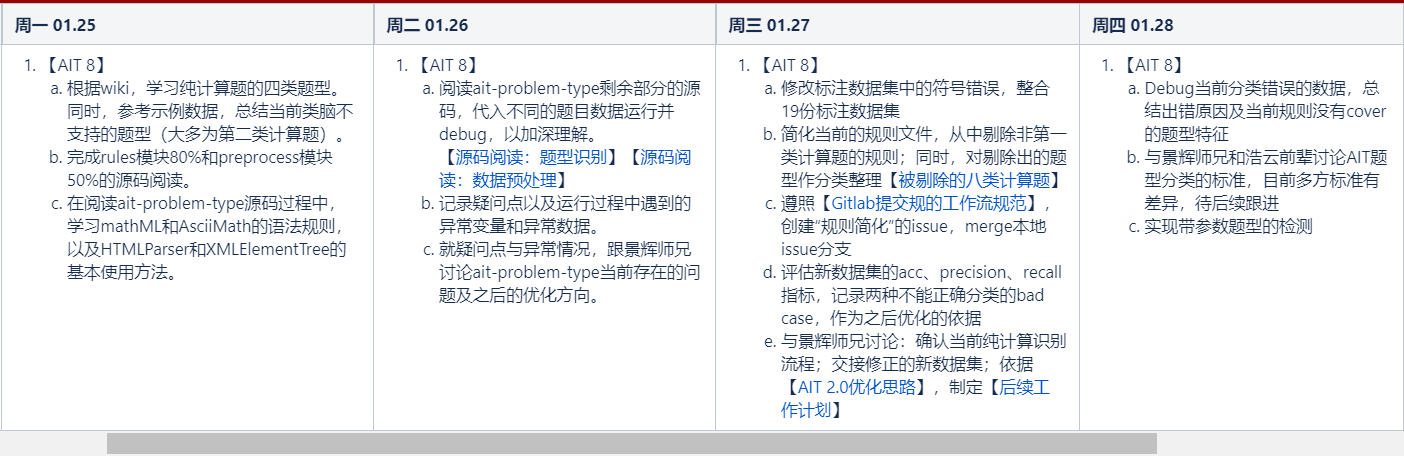 周一 01.25
1. 【AIT 8】
a. 根据wiki，学习纯计算题的四类题型。
同时，参考示例数据，总结当前类脑不
支持的题型（大多为第二类计算题）。
b. 完成rules模块80%和preprocess模块
50%的源码阅读。
c. 在阅读ait-problem-type源码过程中，
学习mathML和AsciiMath的语法规则，
以及HTMLParser和XMLElementTree的
基本使用方法。
周二 01.26
1. 【AIT 8】
a. 阅读ait-problem-type剩余部分的源
码，代入不同的题目数据运行并
debug，以加深理解。
【源码阅读：题型识别】【源码阅
读：数据预处理】
b. 记录疑问点以及运行过程中遇到的
异常变量和异常数据。
c. 就疑问点与异常情况，跟景辉师兄
讨论ait-problem-type当前存在的问
题及之后的优化方向。
周三 01.27
1. 【AIT 8】
a. 修改标注数据集中的符号错误，整合
19份标注数据集
b. 简化当前的规则文件，从中剔除非第一
类计算题的规则；同时，对剔除出的题
型作分类整理【被剔除的八类计算题】
c. 遵照【Gitlab提交规的工作流规范】，
创建“规则简化”的issue，merge本地
issue分支
d. 评估新数据集的acc、precision、recall
指标，记录两种不能正确分类的bad
case，作为之后优化的依据
e. 与景辉师兄讨论：确认当前纯计算识别
流程；交接修正的新数据集；依据
【AIT 2.0优化思路】，制定【后续工
作计划】
周四 01.28
1. 【AIT 8】
a. Debug当前分类错误的数据，总
结出错原因及当前规则没有cover
的题型特征
b. 与景辉师兄和浩云前辈讨论AIT题
型分类的标准，目前多方标准有
差异，待后续跟进
c. 实现带参数题型的检测